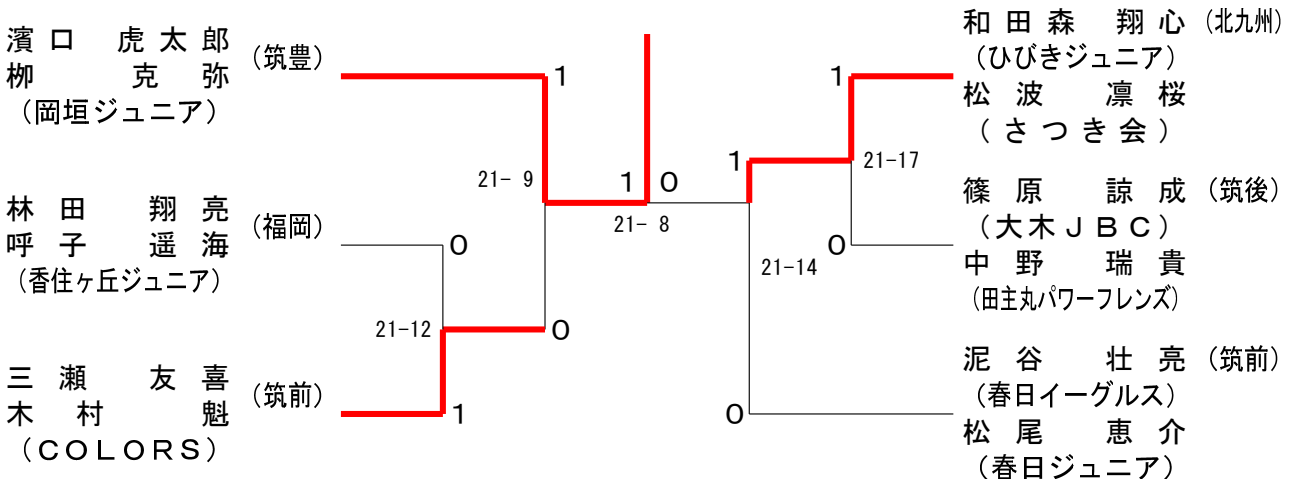 濱口 虎太郎 (筑豊)
栁 克弥
(岡垣ジュニア)
林田 翔亮 (福岡)
呼子 遥海
(香住ヶ丘ジュニア)
三瀬 友喜 (筑前)
木村 魁
(COLORS)
1
21- 9
0
21-12
0
1
1 0
21- 8
1
21-14
0
1
21-17
0
和田森 翔心 (北九州)
(ひびきジュニア)
松波 凛桜
(さつき会)
篠原 諒成 (筑後)
(大木JBC)
中野 瑞貴
(田主丸パワーフレンズ)
泥谷 壮亮 (筑前)
(春日イーグルス)
松尾 恵介
(春日ジュニア)